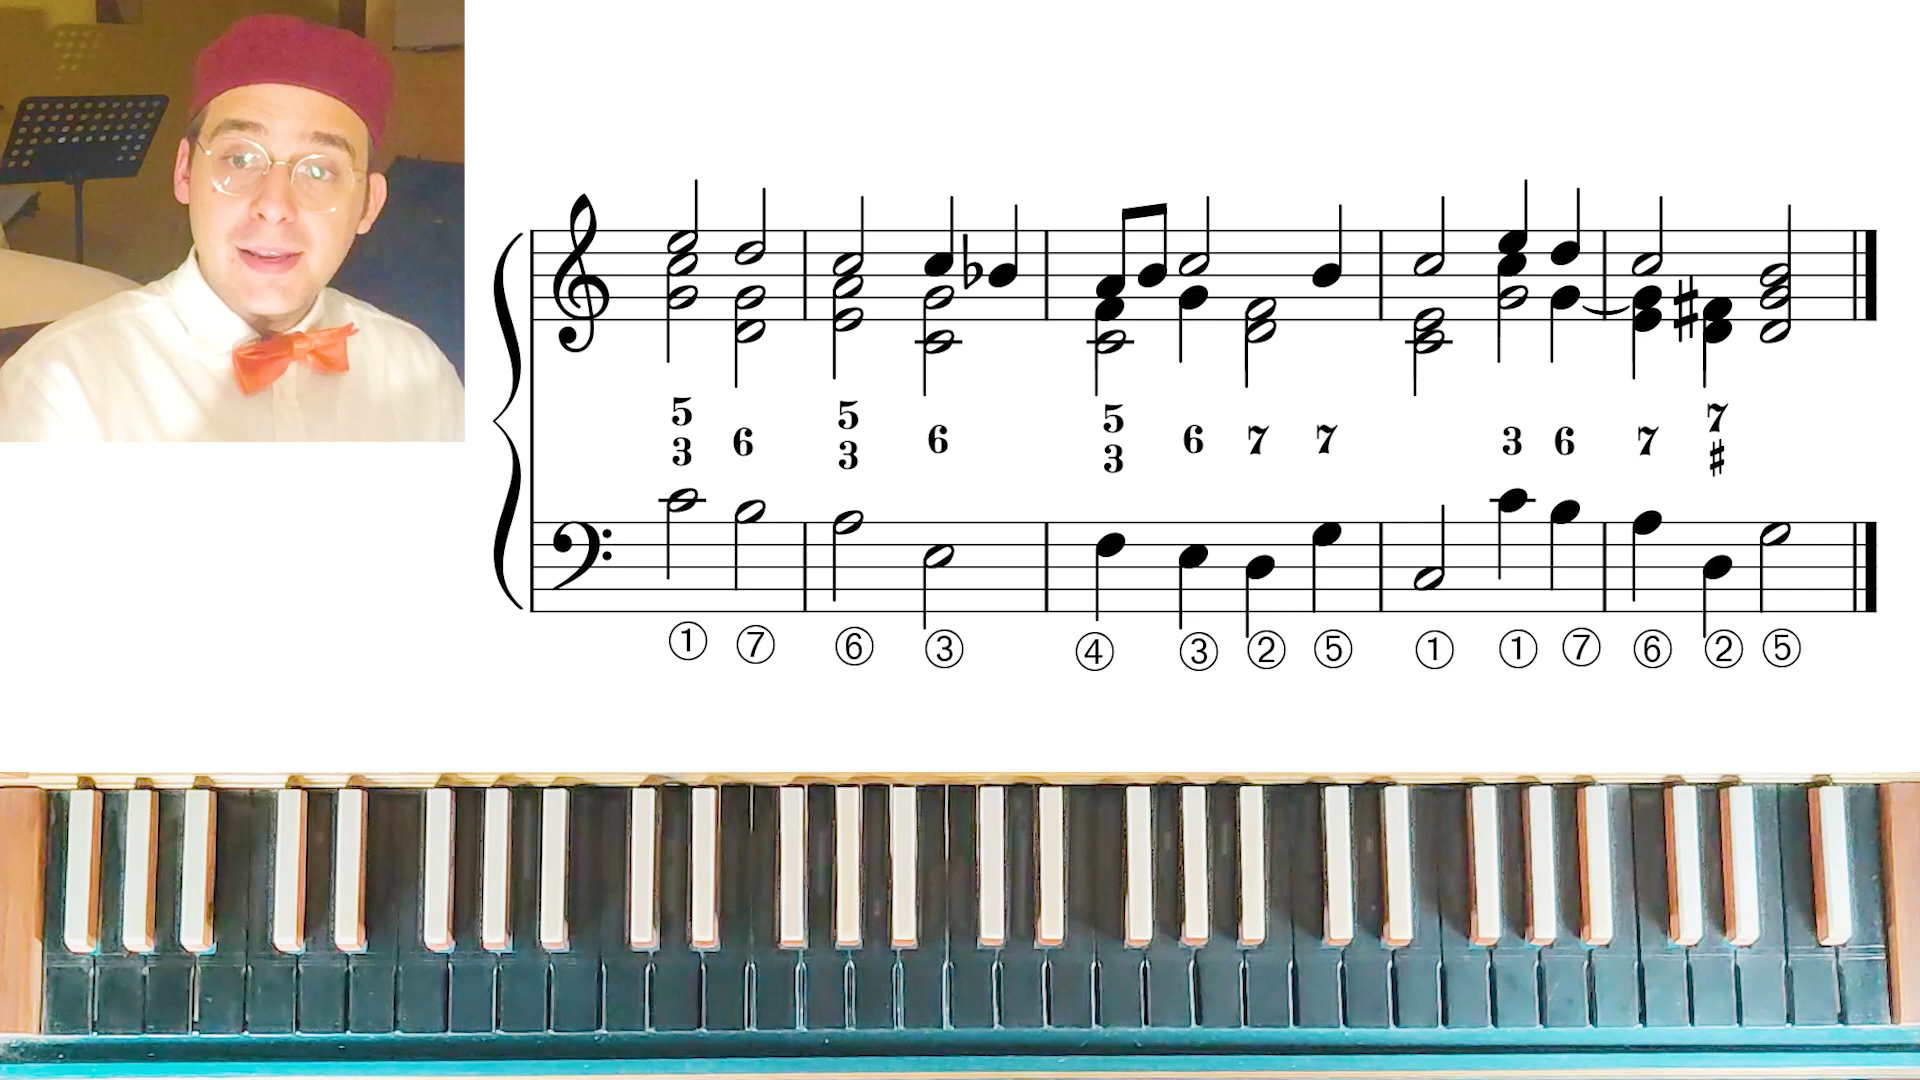 5 6 5 6 5 6 7 7 3 6 7 7
3 3 3 ♯
① ⑦ ⑥ ③ ④ ③ ② ⑤ ① ① ⑦ ⑥ ② ⑤